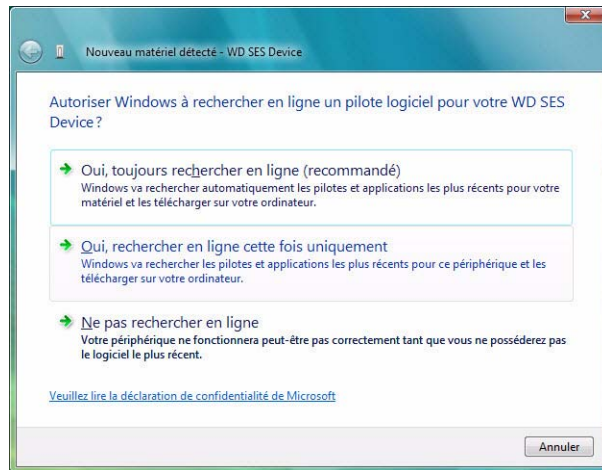 Nouveau matériel détecté - WD SES Device
Autoriser Windows à rechercher en ligne un pilote logiciel pour votre WD SES
Device ?
Oui, toujours rechercher en ligne (recommandé)
Windows va rechercher automatiquement les pilotes et applications les plus récents pour votre
matériel et les télécharger sur votre ordinateur.
Oui, rechercher en ligne cette fois uniquement
Windows va rechercher les pilotes et applications les plus récents pour ce périphérique et les
télécharger sur votre ordinateur.
Ne pas rechercher en ligne
Votre périphérique ne fonctionnera peut-être pas correctement tant que vous ne posséderez pas
le logiciel le plus récent.
Veuillez lire la déclaration de confidentialité de Microsoft
Annuler